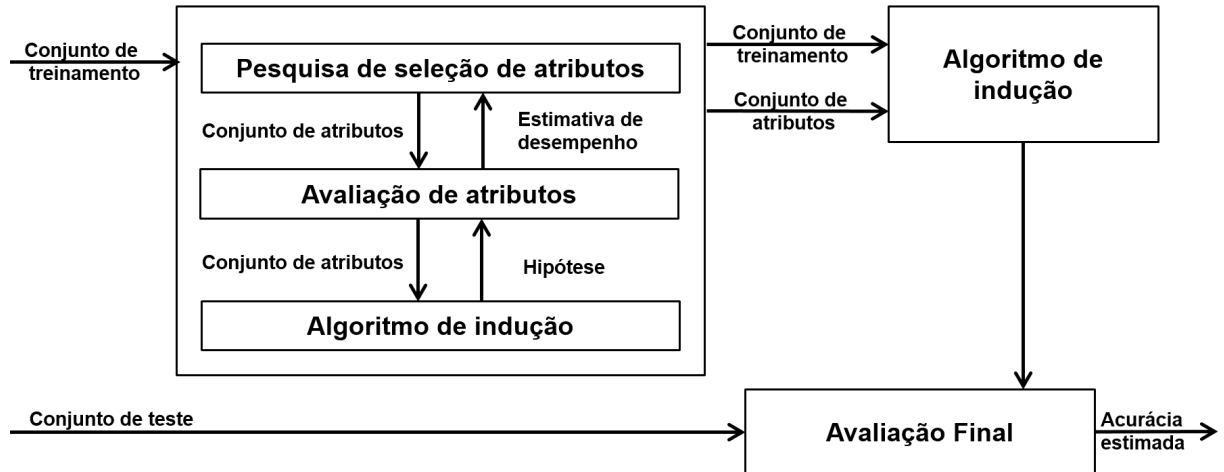 Conjunto de
treinamento
Pesquisa de seleção de atributos
Conjunto de atributos
Estimativa de
desempenho
Avaliação de atributos
Conjunto de atributos
Hipótese
Algoritmo de indução
Conjunto de
treinamento
Conjunto de
atributos
Algoritmo de
indução
Conjunto de teste
Avaliação Final
Acurácia
estimada